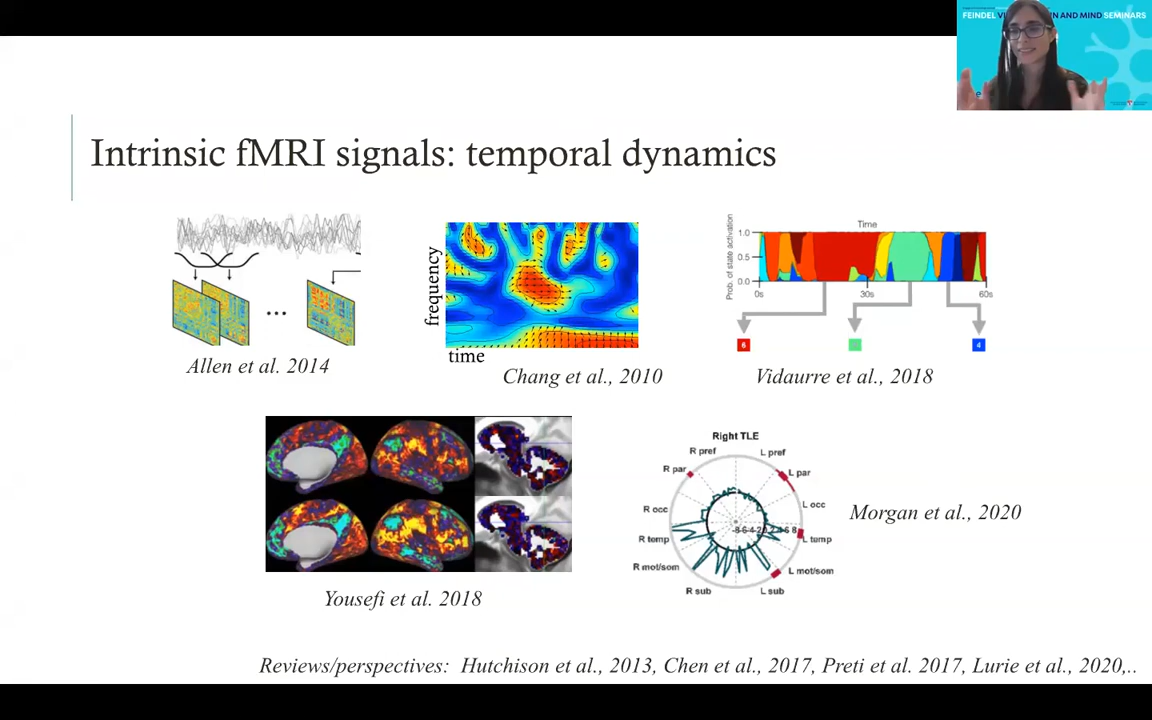 FEINDEL VI AND MIND SEMINARS
Intrinsic fMRI signals: temporal dynamics
Allen et al. 2014
frequency
time
Chang et al., 2010
Time
Prob. of state activation
1.0
0.5
0.0
0s 30s 60s
6 4
Vidaurre et al., 2018
Yousefi et al. 2018
Right TLE
R pref L pref
R par L par
R occ L occ
R temp L temp
R mot/som L mot/som
R sub L sub
Morgan et al., 2020
Reviews/perspectives: Hutchison et al., 2013, Chen et al., 2017, Preti et al. 2017, Lurie et al., 2020,..